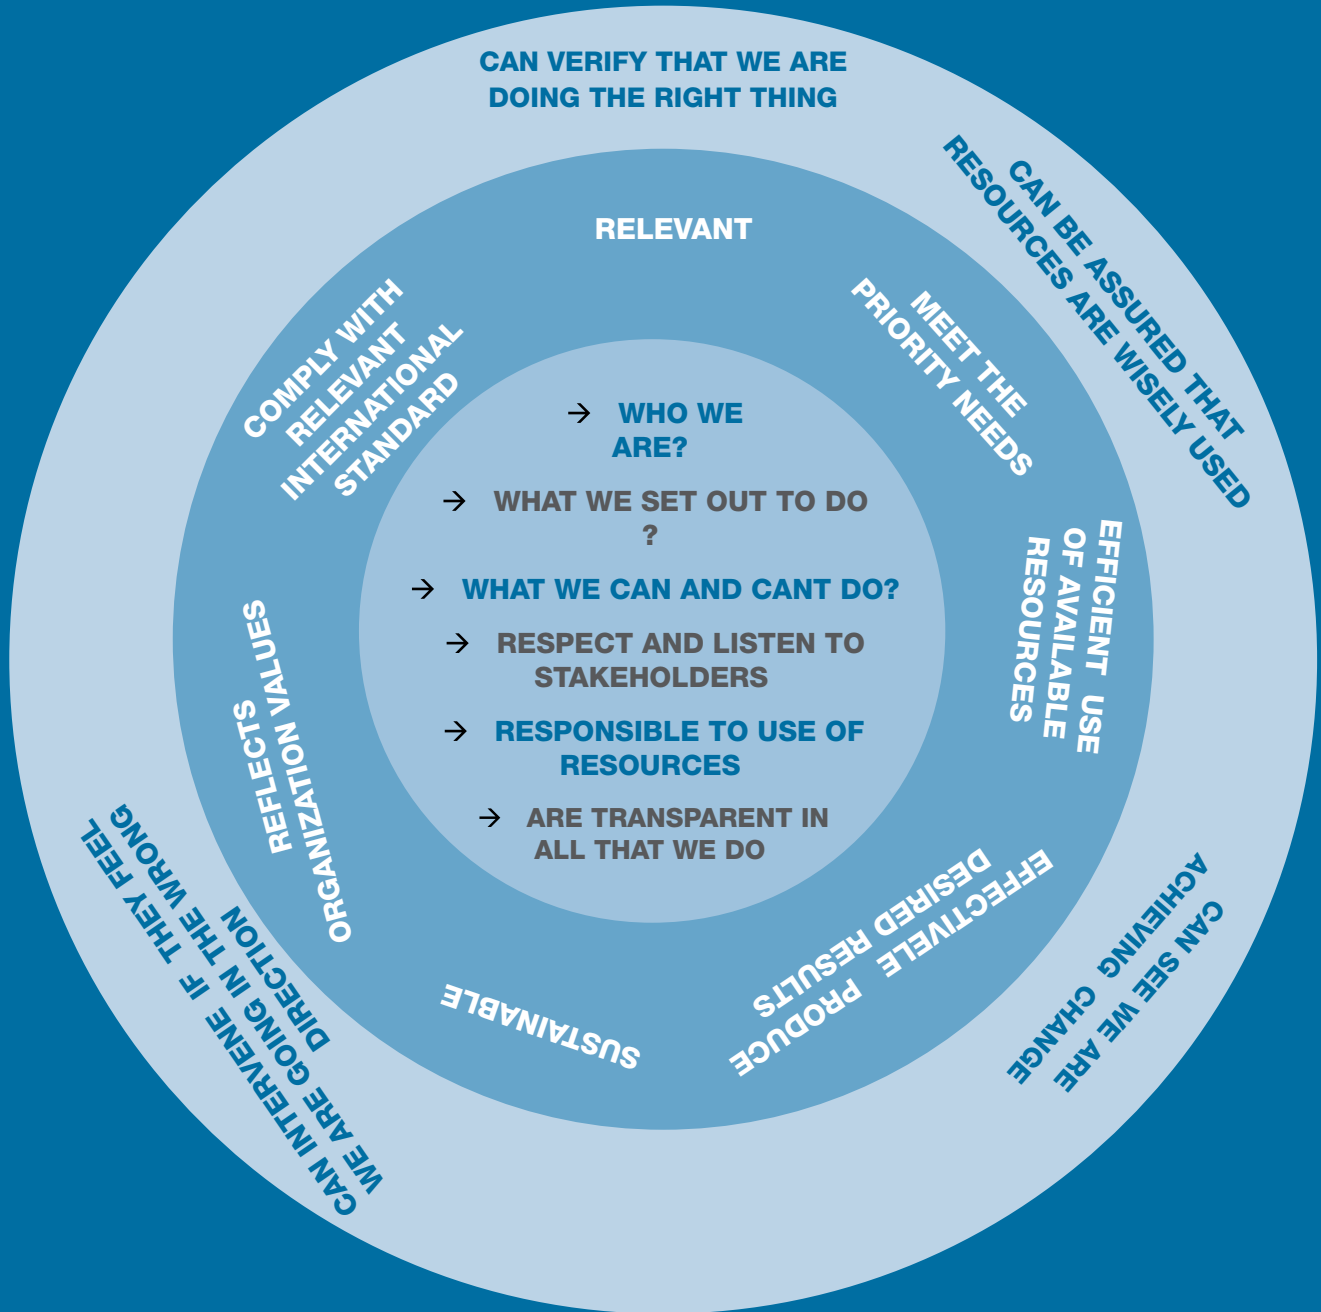 CAN VERIFY THAT WE ARE
DOING THE RIGHT THING
CAN BE ASSURED THAT
RESOURCES ARE WISELY USED
CAN SEE WE ARE
ACHIEVING CHANGE
CAN INTERVENE IF THEY FEEL
WE ARE GOING IN THE WRONG
DIRECTION
RELEVANT
MEET THE
PRIORITY NEEDS
EFFICIENT USE
OF AVAILABLE
RESOURCES
EFFECTIVELE PRODUCE
DESIRED RESULTS
SUSTAINABLE
REFLECTS
ORGANIZATION VALUES
COMPLY WITH
RELEVANT
INTERNATIONAL
STANDARD
→ WHO WE
ARE?
→ WHAT WE SET OUT TO DO
?
→ WHAT WE CAN AND CANT DO?
→ RESPECT AND LISTEN TO
STAKEHOLDERS
→ RESPONSIBLE TO USE OF
RESOURCES
→ ARE TRANSPARENT IN
ALL THAT WE DO